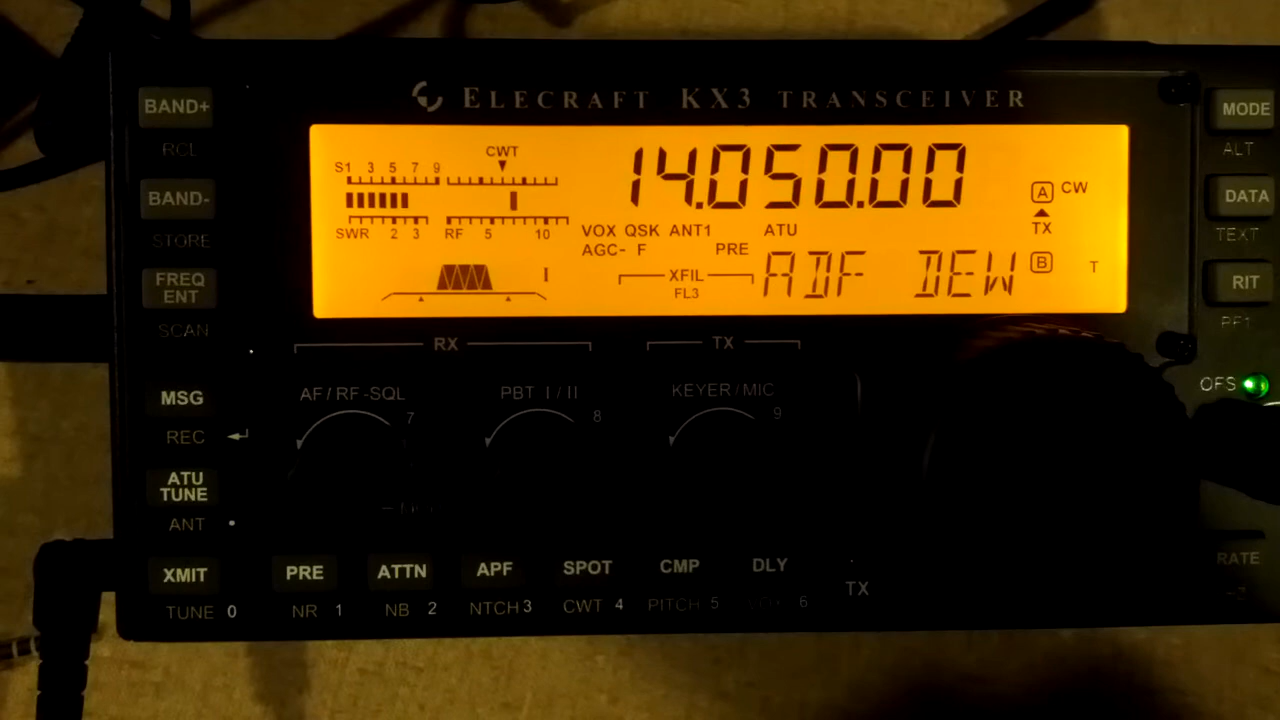 ELECRAFT KX3 TRANSCEIVER
BAND+
RCL
BAND-
STORE
FREQ
ENT
SCAN
MSG
REC
ATU
TUNE
ANT
XMIT
TUNE 0
S1 3 5 7 9
CWT
SWR 2 3 RF 5 10
14.050.00
VOX QSK ANT1 ATU
AGC- F PRE
XFIL
FL3
ADF DEW
A CW
TX
B T
MODE
ALT
DATA
TEXT
RIT
PF1
OFS
RX
TX
AF/RF-SQL
7
PBT I/II
8
KEYER/MIC
9
PRE
NR 1
ATTN
NB 2
APF
NTCH 3
SPOT
CWT 4
CMP
PITCH 5
DLY
6
TX
RATE